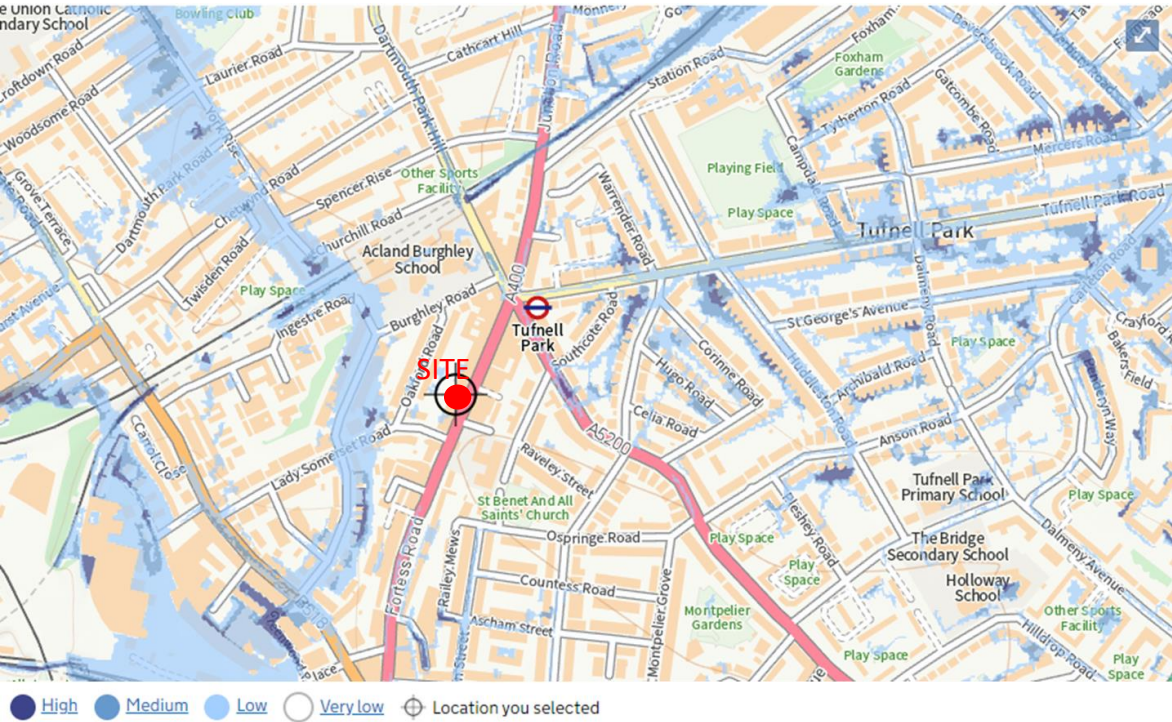 e Union Catholic
ndary School
Bowling Club
Croftdown Road
Woodsome Road
Laurier Road
Dartmouth Park Hill
Cathcart Hill
Junction Road
Station Road
Foxham
Foxham
Gardens
Beversbrook Road
Tytherton Road
Gatcombe Road
Mercers Road
Campdale Road
York Rise
Grove Terrace
Dartmouth Park Road
Chetwynd Road
Spencer Rise
Other Sports
Facility
Churchill Road
Playing Field
Play Space
Warrender Road
Tufnell Park Road
Tufnell Park
Twisden Road
Acland Burghley
School
A400
Play Space
Ingestre Road
Burghley Road
Tufnell
Park
Southcote Road
Dalmeny Road
Carleton Road
St George's Avenue
Play Space
Crayford
Bakers Field
SITE
Corinne Road
Hugo Road
Huddleston Road
Archibald Road
Celia Road
A5200
Anson Road
Lady Somerset Road
College Close
Raveley Street
Tufnell Park
Primary School
Play Space
St Benet And All
Saints' Church
Ospringe Road
Play Space
Pleshey Road
The Bridge
Secondary School
Dalmeny Avenue
Play
Space
Holloway
School
Fortess Road
Railey Mews
Countess Road
Ascham Street
Montpelier Grove
Montpelier
Gardens
Other Sports
Facility
Hilldrop Road
Play Space
Play
Space
High
Medium
Low
Very low
Location you selected